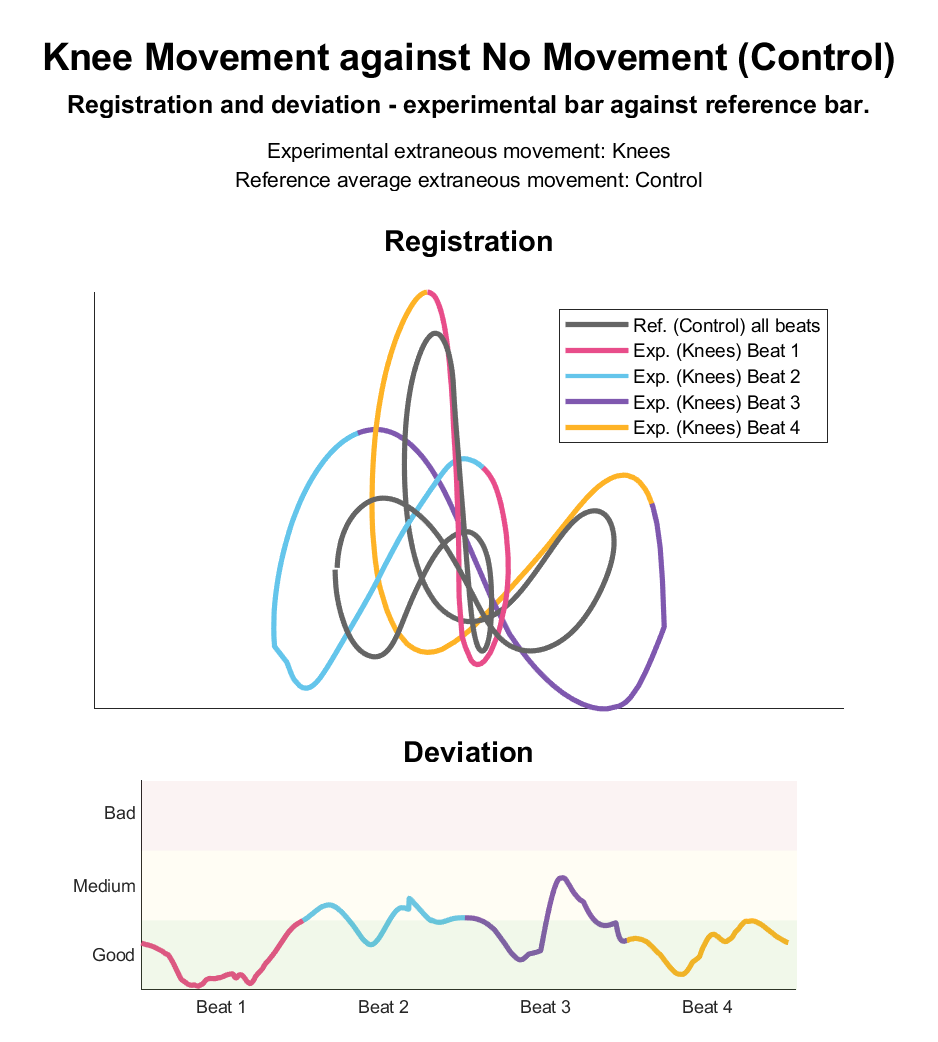 Knee Movement against No Movement (Control)
Registration and deviation - experimental bar against reference bar.
Experimental extraneous movement: Knees
Reference average extraneous movement: Control
Registration
Ref. (Control) all beats
Exp. (Knees) Beat 1
Exp. (Knees) Beat 2
Exp. (Knees) Beat 3
Exp. (Knees) Beat 4
Deviation
Bad
Medium
Good
Beat 1 Beat 2 Beat 3 Beat 4